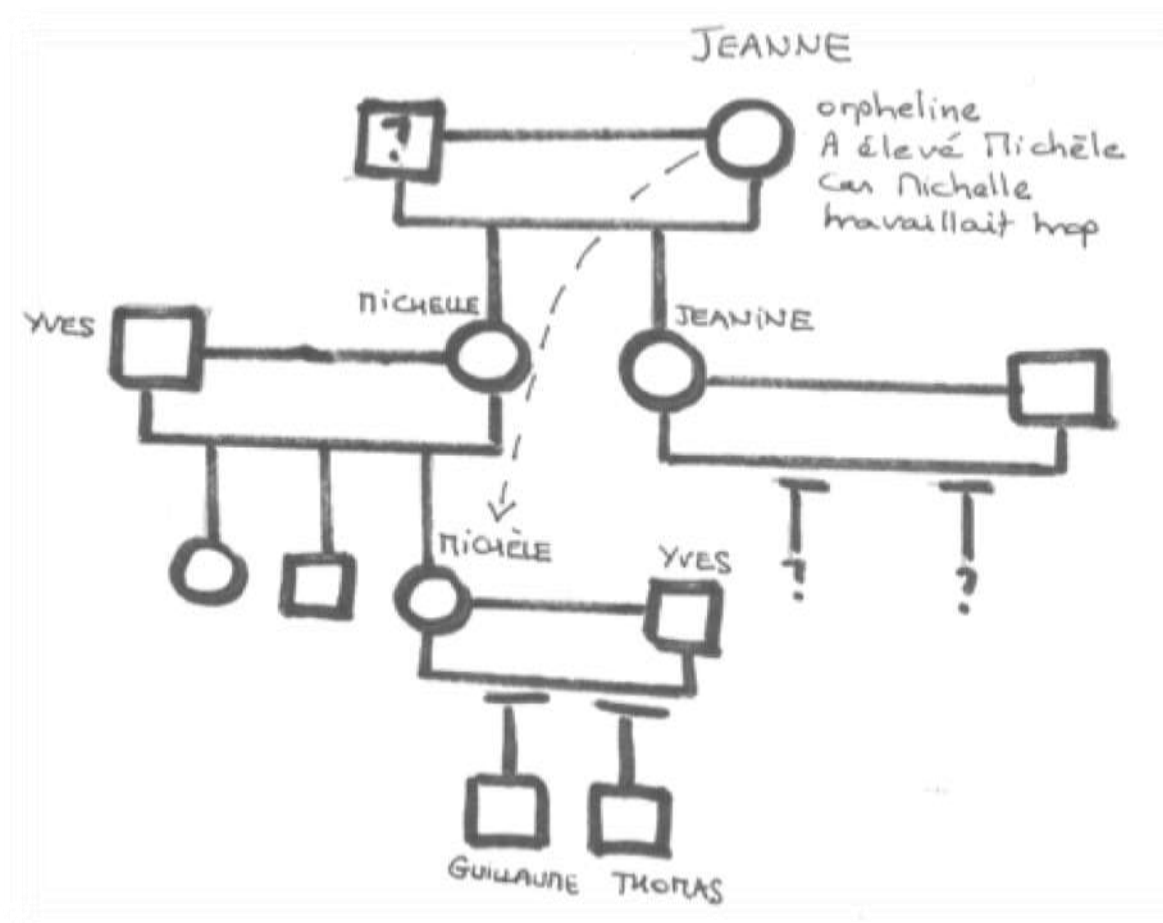 JEANNE
?
orpheline
A élevé Michèle
car Michelle
travaillait trop
YVES
MICHELLE
JEANINE
MICHÈLE
YVES
?
?
GUILLAUME
THOMAS